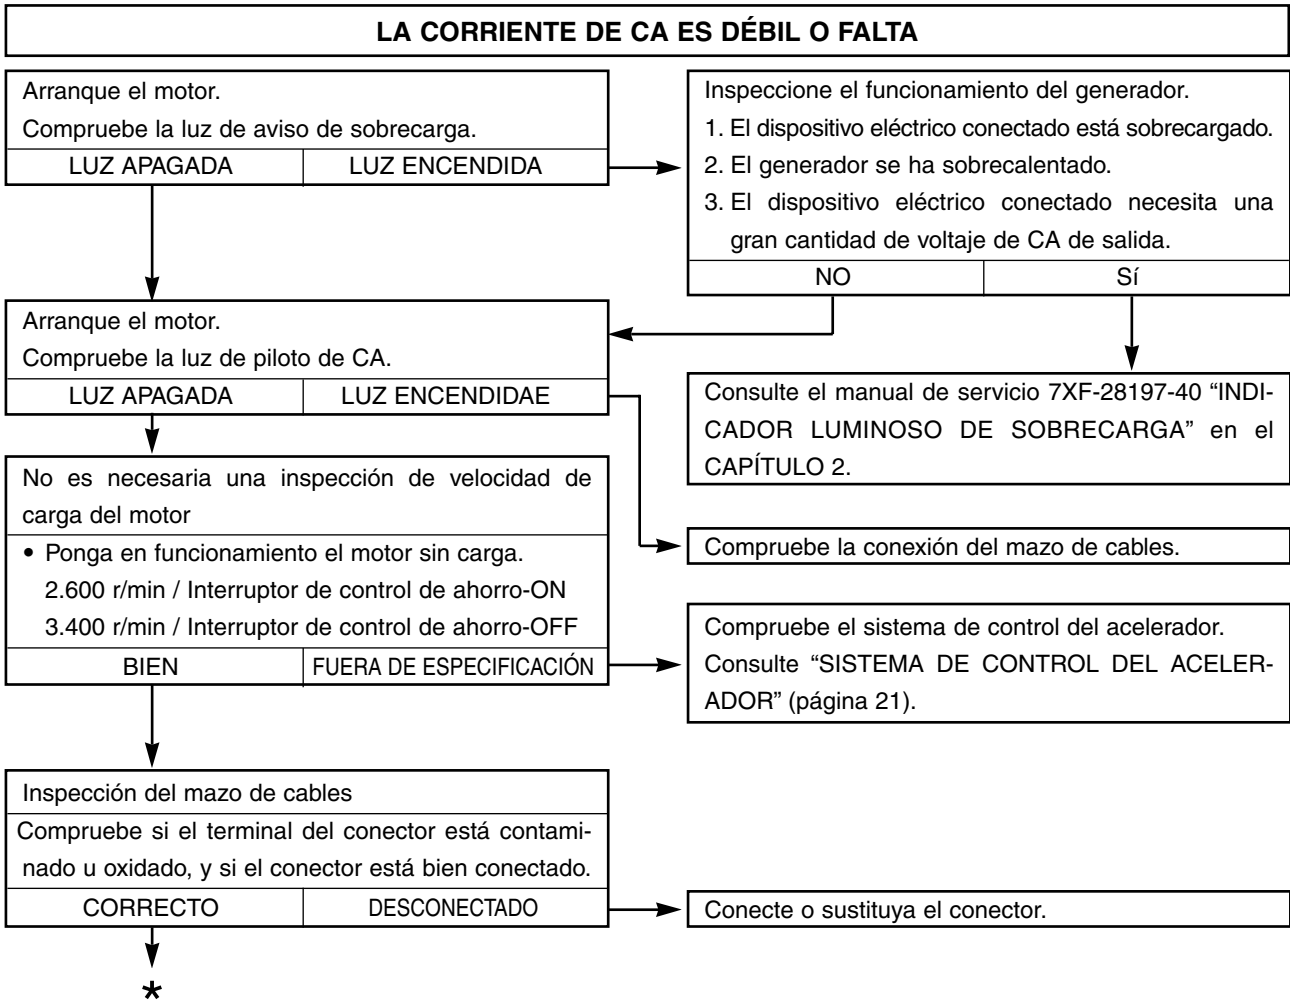 LA CORRIENTE DE CA ES DÉBIL O FALTA
Arranque el motor.
Compruebe la luz de aviso de sobrecarga.
LUZ APAGADA
LUZ ENCENDIDA
Inspeccione el funcionamiento del generador.
1. El dispositivo eléctrico conectado está sobrecargado.
2. El generador se ha sobrecalentado.
3. El dispositivo eléctrico conectado necesita una
gran cantidad de voltaje de CA de salida.
NO
Sí
Arranque el motor.
Compruebe la luz de piloto de CA.
LUZ APAGADA
LUZ ENCENDIDAE
Consulte el manual de servicio 7XF-28197-40 “INDI-
CADOR LUMINOSO DE SOBRECARGA” en el
CAPÍTULO 2.
No es necesaria una inspección de velocidad de
carga del motor
• Ponga en funcionamiento el motor sin carga.
2.600 r/min / Interruptor de control de ahorro-ON
3.400 r/min / Interruptor de control de ahorro-OFF
BIEN
FUERA DE ESPECIFICACIÓN
Compruebe la conexión del mazo de cables.
Compruebe el sistema de control del acelerador.
Consulte “SISTEMA DE CONTROL DEL ACELER-
ADOR” (página 21).
Inspección del mazo de cables
Compruebe si el terminal del conector está contami-
nado u oxidado, y si el conector está bien conectado.
CORRECTO
DESCONECTADO
Conecte o sustituya el conector.
*